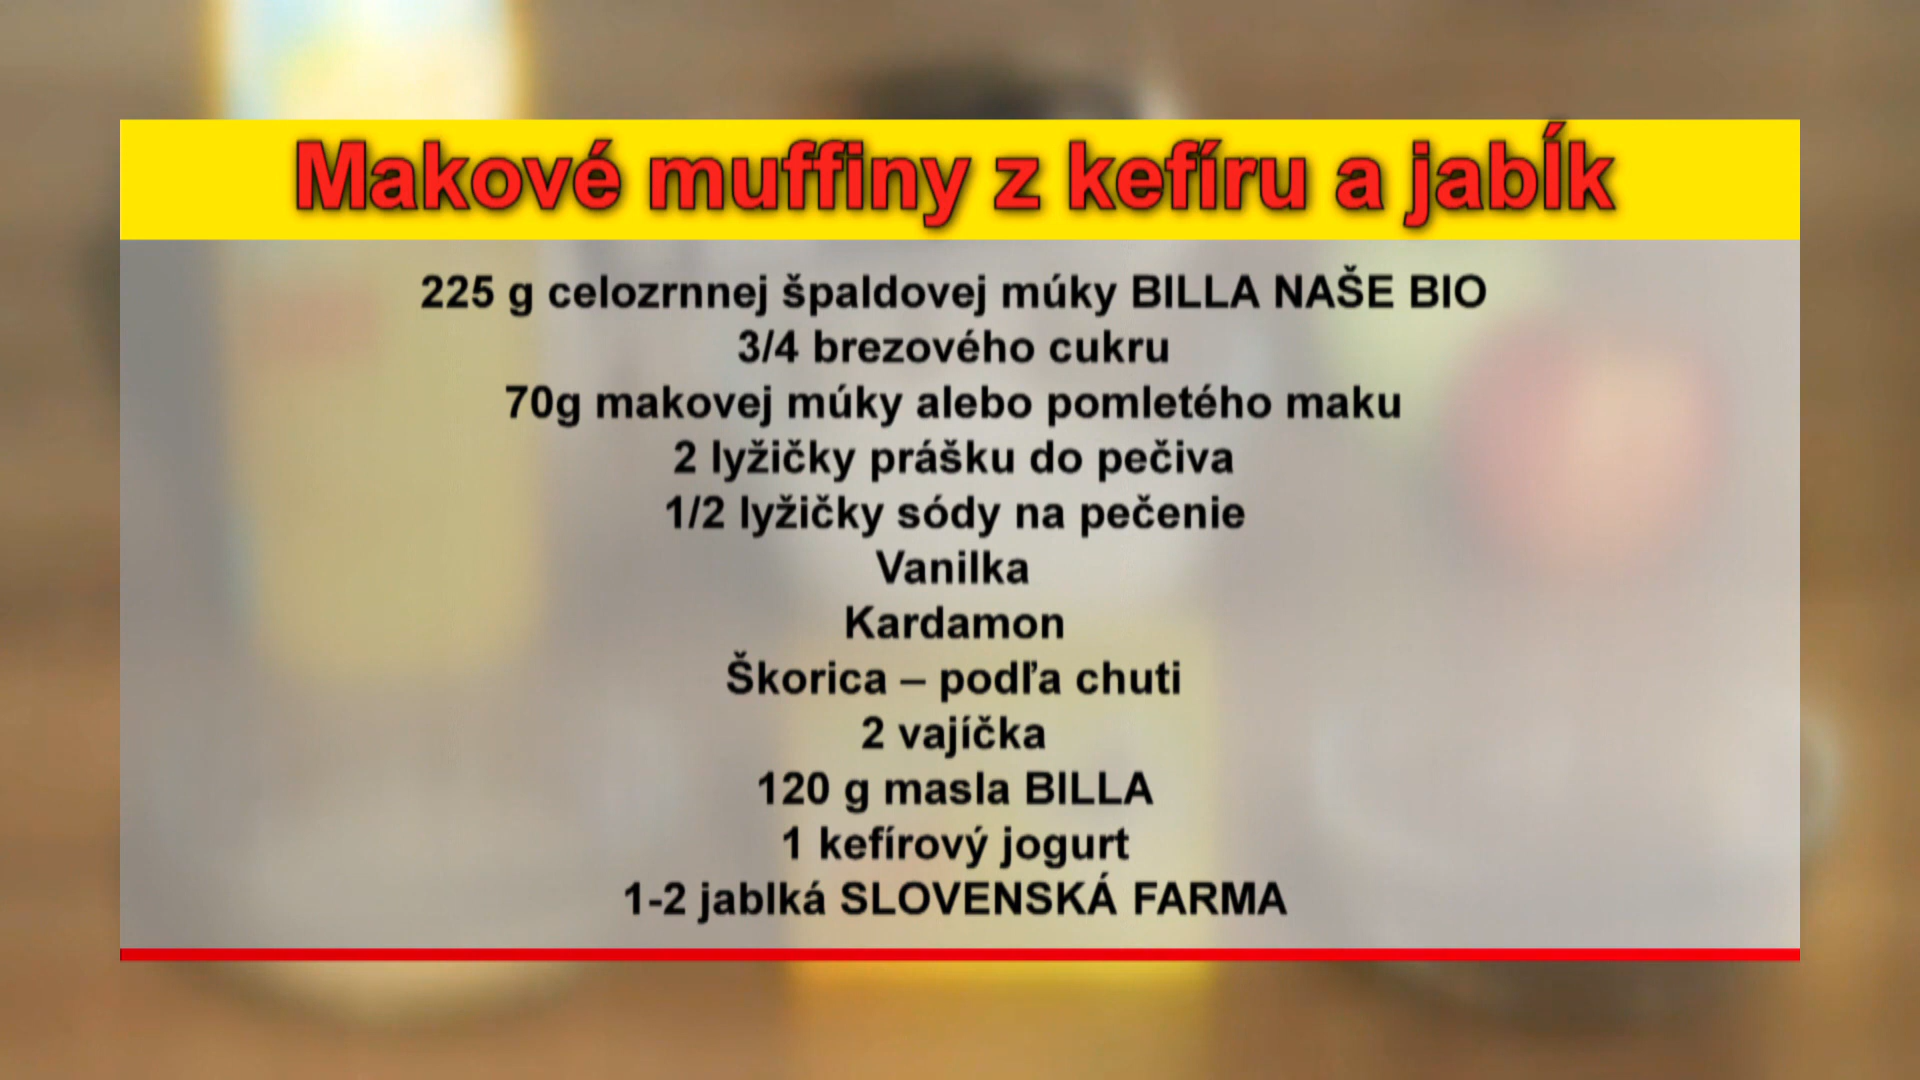 Makové muffiny z kefíru a jabĺk
225 g celozrnnej špaldovej múky BILLA NAŠE BIO
3/4 brezového cukru
70g makovej múky alebo pomletého maku
2 lyžičky prášku do pečiva
1/2 lyžičky sódy na pečenie
Vanilka
Kardamon
Škorica – podľa chuti
2 vajíčka
120 g masla BILLA
1 kefírový jogurt
1-2 jablká SLOVENSKÁ FARMA